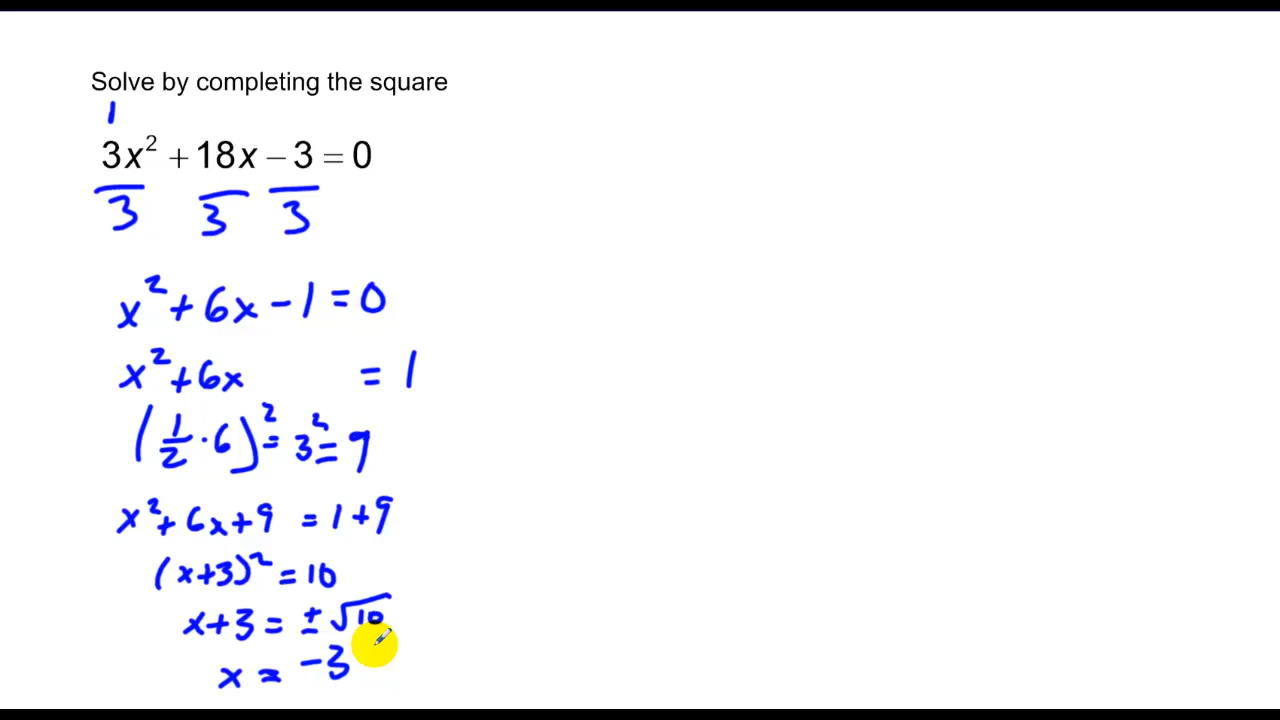 Solve by completing the square
1
3x² + 18x − 3 = 0
3 3 3
x² + 6x − 1 = 0
x² + 6x = 1
(1/2 · 6)² = 3² = 9
x² + 6x + 9 = 1 + 9
(x + 3)² = 10
x + 3 = ± √10
x = −3